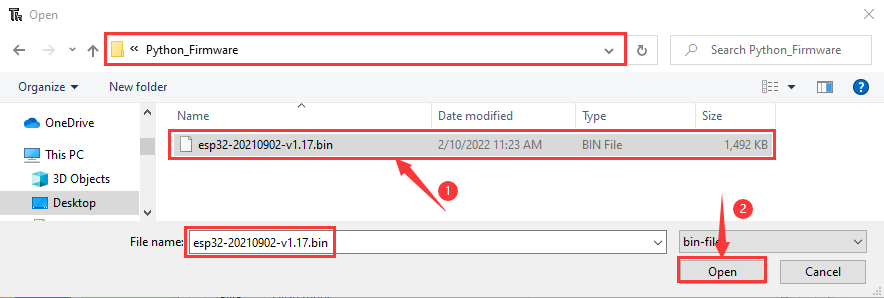 Open
« Python_Firmware
Search Python_Firmware
Organize New folder
Name Date modified Type Size
OneDrive
esp32-20210902-v1.17.bin 2/10/2022 11:23 AM BIN File 1,492 KB
This PC
3D Objects
1
Desktop
2
File name: esp32-20210902-v1.17.bin bin-file
Open Cancel